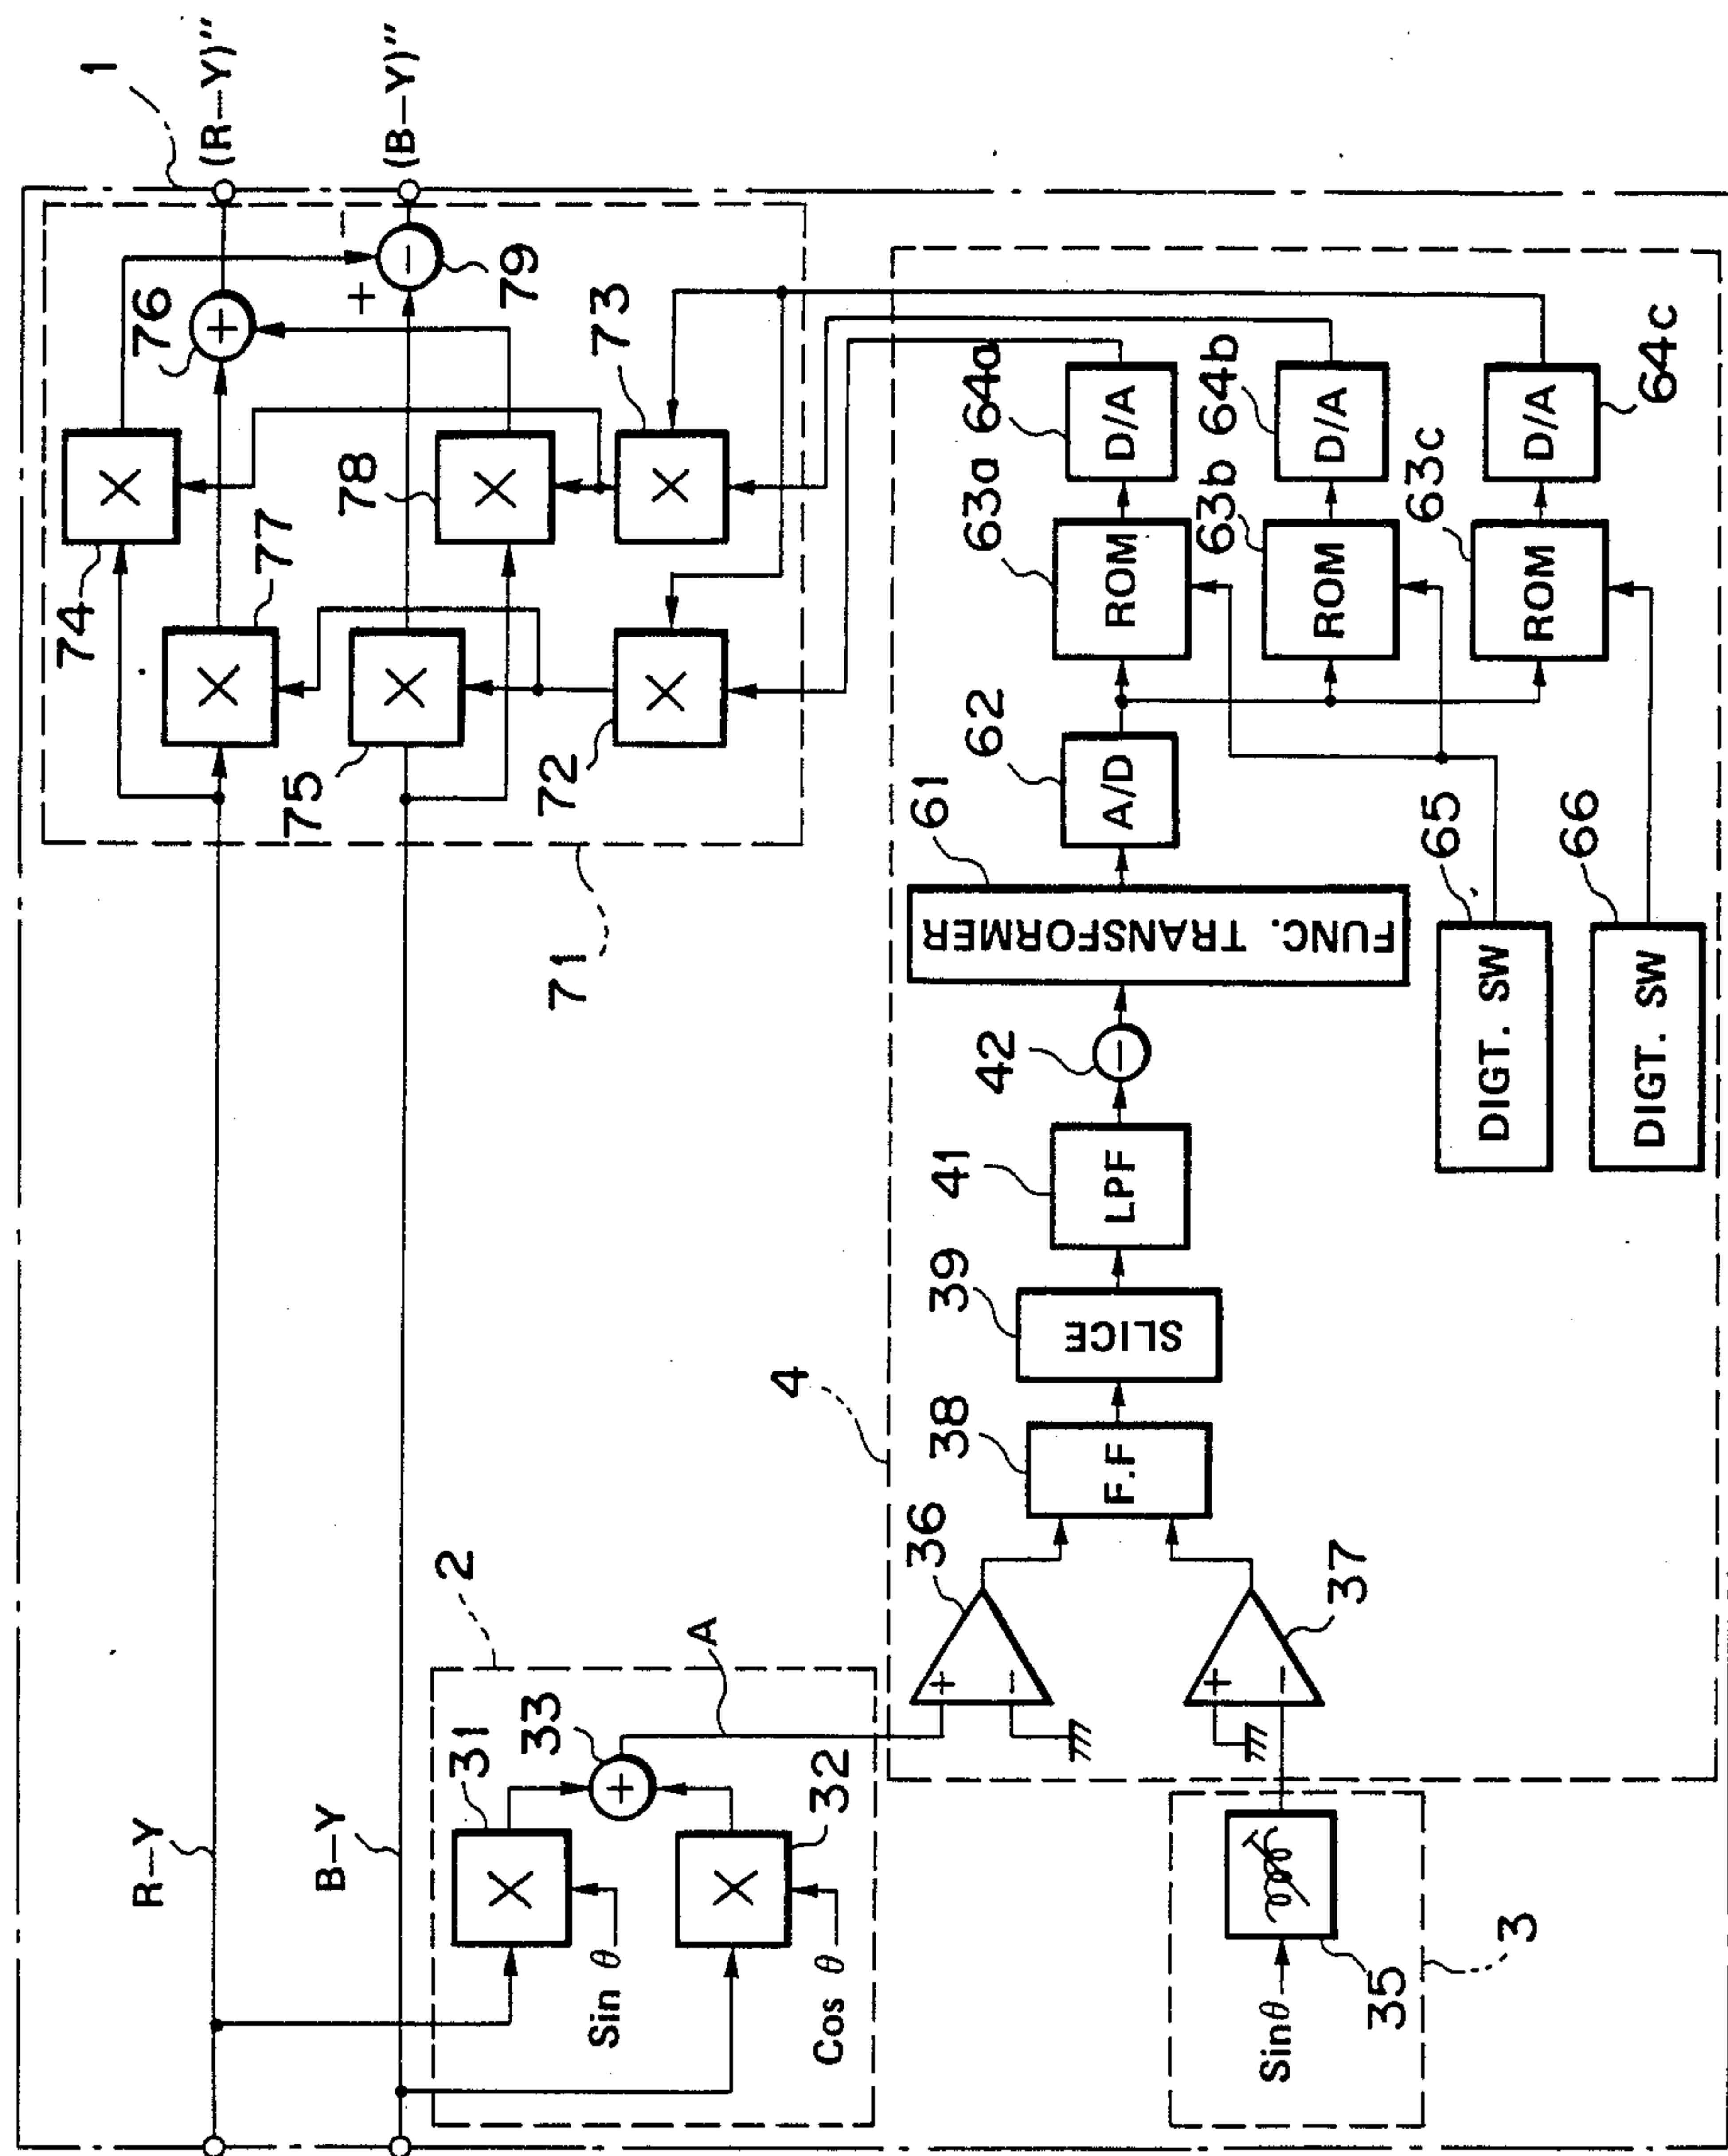 R–Y
B–Y
2
31
×
Sin θ
33
+
32
×
Cos θ
A
3
35
Sinθ
4
36
+
−
37
+
−
38
F.F
39
SLICE
41
LPF
42
−
61
FUNC. TRANSFORMER
62
A/D
63a
ROM
63b
ROM
63c
ROM
64a
D/A
64b
D/A
64c
D/A
65
DIGT. SW
66
DIGT. SW
71
72
×
73
×
74
×
75
×
76
+
77
×
78
×
79
+
−
−
1
(R–Y)"
(B–Y)"